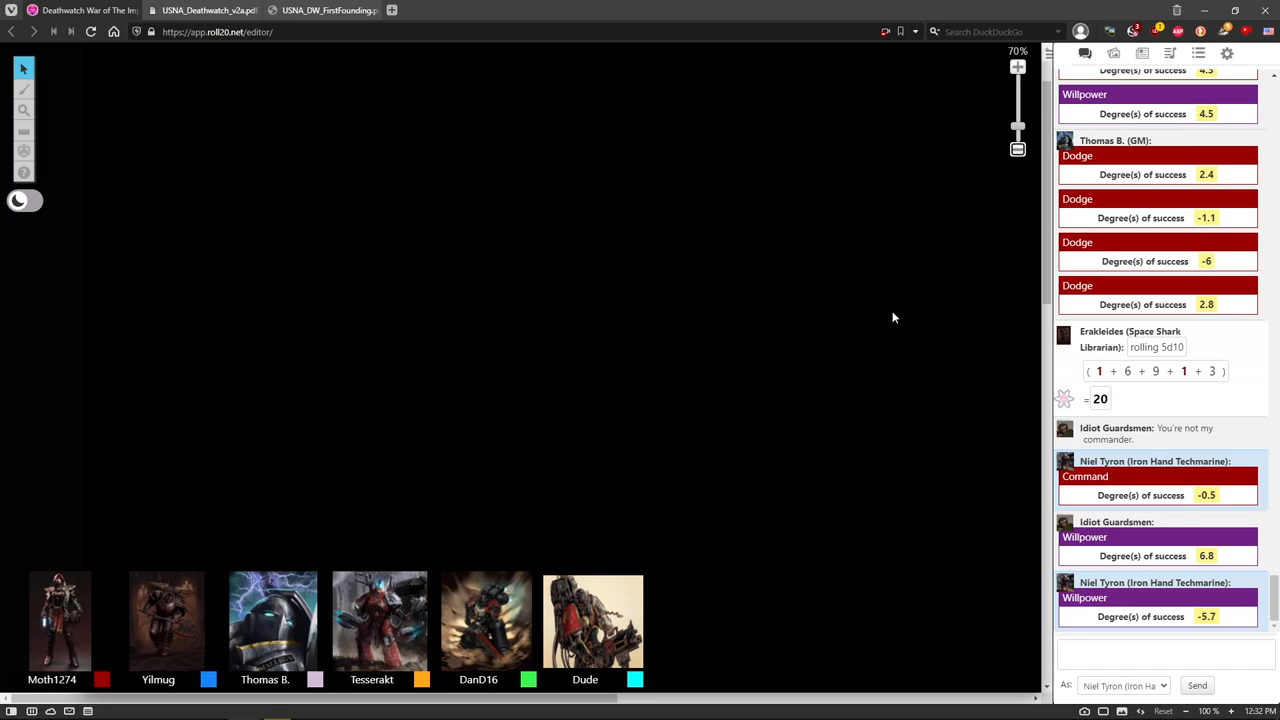 Deathwatch War of The Im
USNA_Deathwatch_v2a.pdf
USNA_DW_FirstFounding.p
https://app.roll20.net/editor/
Search DuckDuckGo
70%
4.5
Willpower
Degree(s) of success 4.5
Thomas B. (GM):
Dodge
Degree(s) of success 2.4
Dodge
Degree(s) of success -1.1
Dodge
Degree(s) of success -6
Dodge
Degree(s) of success 2.8
Erakleides (Space Shark
Librarian): rolling 5d10
( 1 + 6 + 9 + 1 + 3 )
= 20
Idiot Guardsmen: You're not my
commander.
Niel Tyron (Iron Hand Techmarine):
Command
Degree(s) of success -0.5
Idiot Guardsmen:
Willpower
Degree(s) of success 6.8
Niel Tyron (Iron Hand Techmarine):
Willpower
Degree(s) of success -5.7
Moth1274
Yilmug
Thomas B.
Tesserakt
DanD16
Dude
As: Niel Tyron (Iron Ha
Send
Reset
100 %
12:32 PM